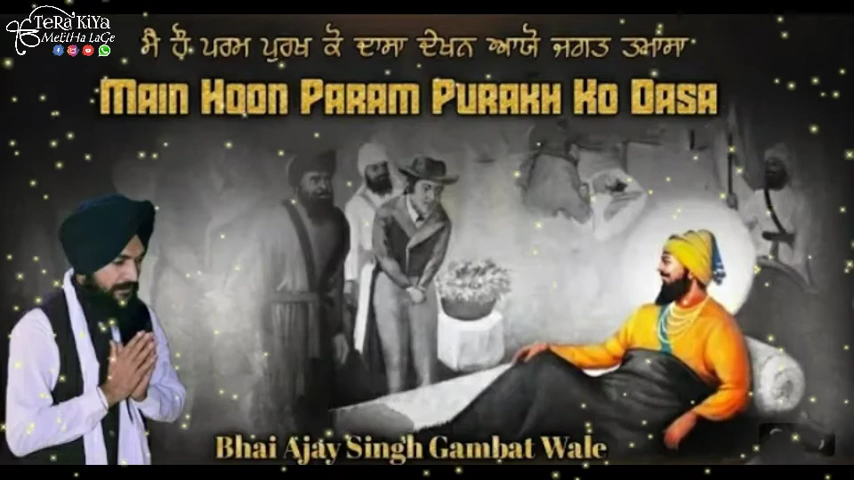 TeRa KiYa
MeEtHa LaGe
ਮੈ ਹੌ ਪਰਮ ਪੁਰਖ ਕੋ ਦਾਸਾ ਦੇਖਨ ਆਯੋ ਜਗਤ ਤਮਾਸਾ
Main Hoon Param Purakh Ko Dasa
Bhai Ajay Singh Gambat Wale